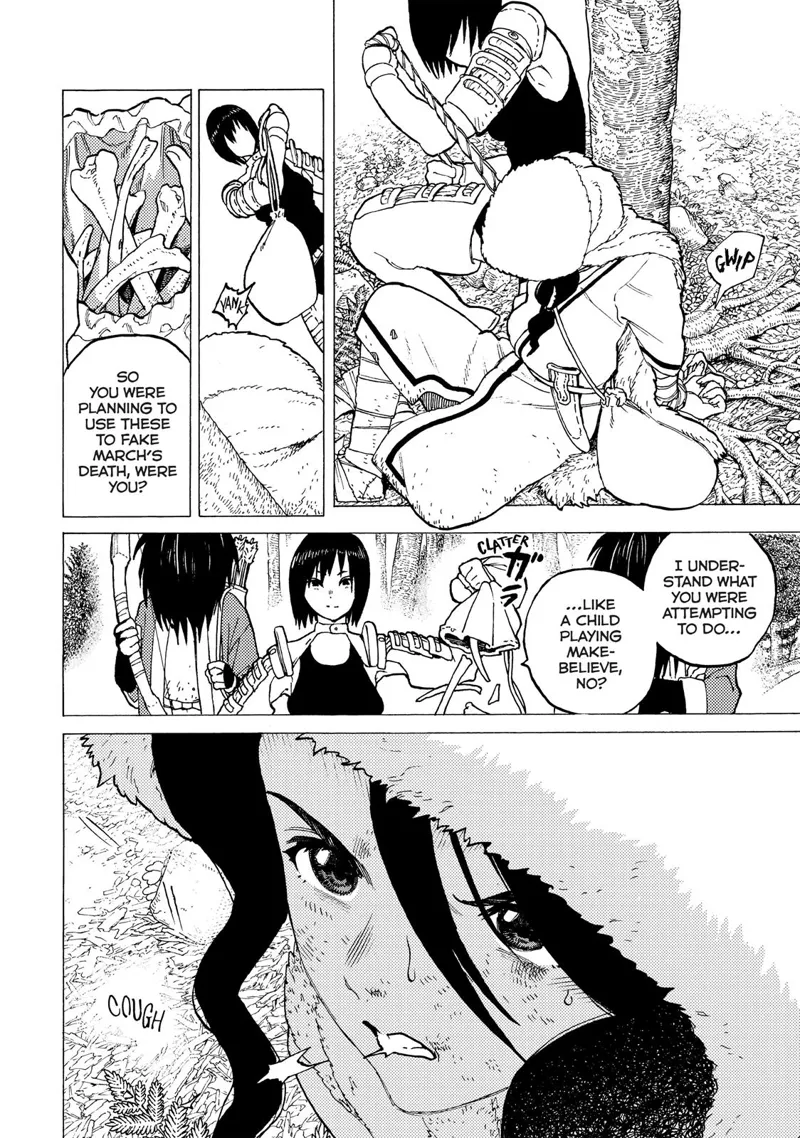 GWIP
YANK
SO
YOU WERE
PLANNING TO
USE THESE
TO FAKE
MARCH'S
DEATH, WERE
YOU?
I UNDER-
STAND WHAT
YOU WERE
ATTEMPTING
TO DO...
...LIKE
A CHILD
PLAYING
MAKE-
BELIEVE,
NO?
CLATTER
ガラ
COUGH